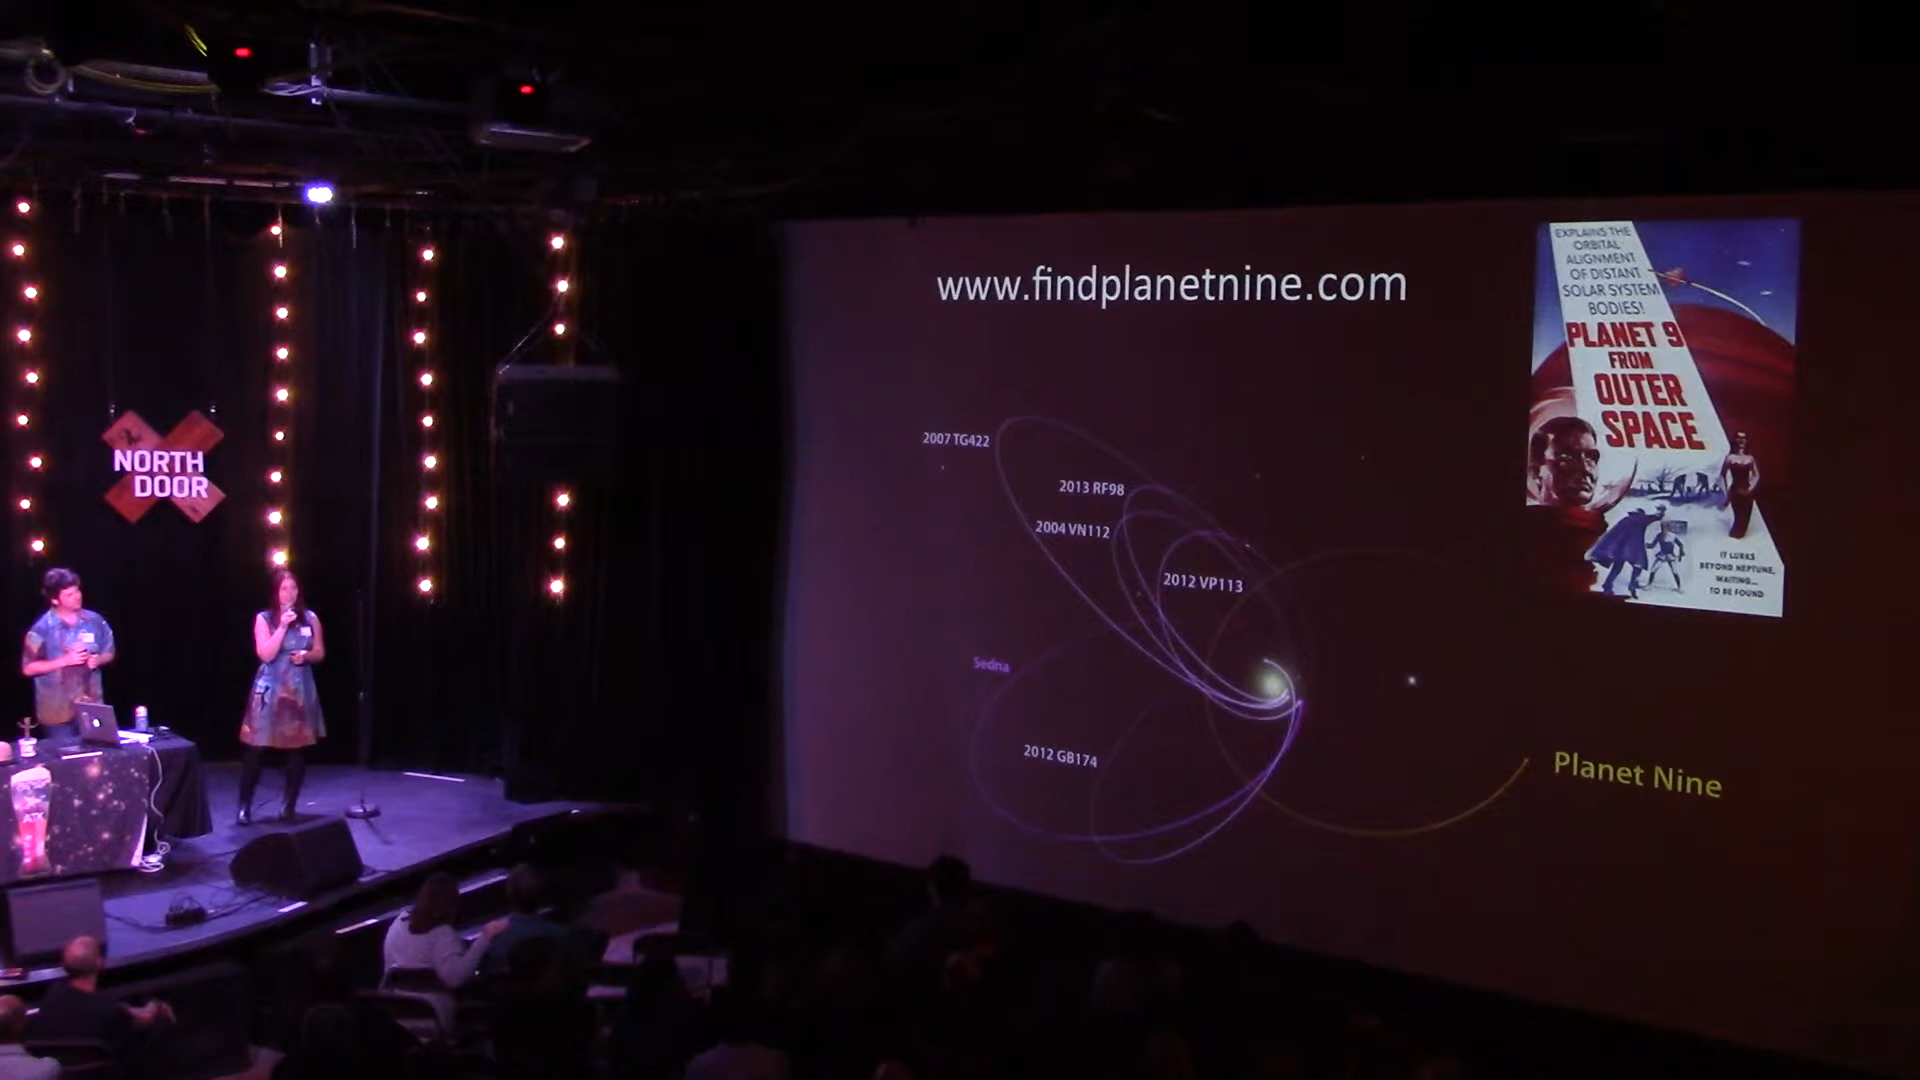 NORTH
DOOR
ATX
www.findplanetnine.com
2007 TG422
2013 RF98
2004 VN112
2012 VP113
Sedna
2012 GB174
Planet Nine
EXPLAINS THE
ORBITAL
ALIGNMENT
OF DISTANT
SOLAR SYSTEM
BODIES!
PLANET 9
FROM
OUTER
SPACE
IT LURKS
BEYOND NEPTUNE,
WAITING...
TO BE FOUND